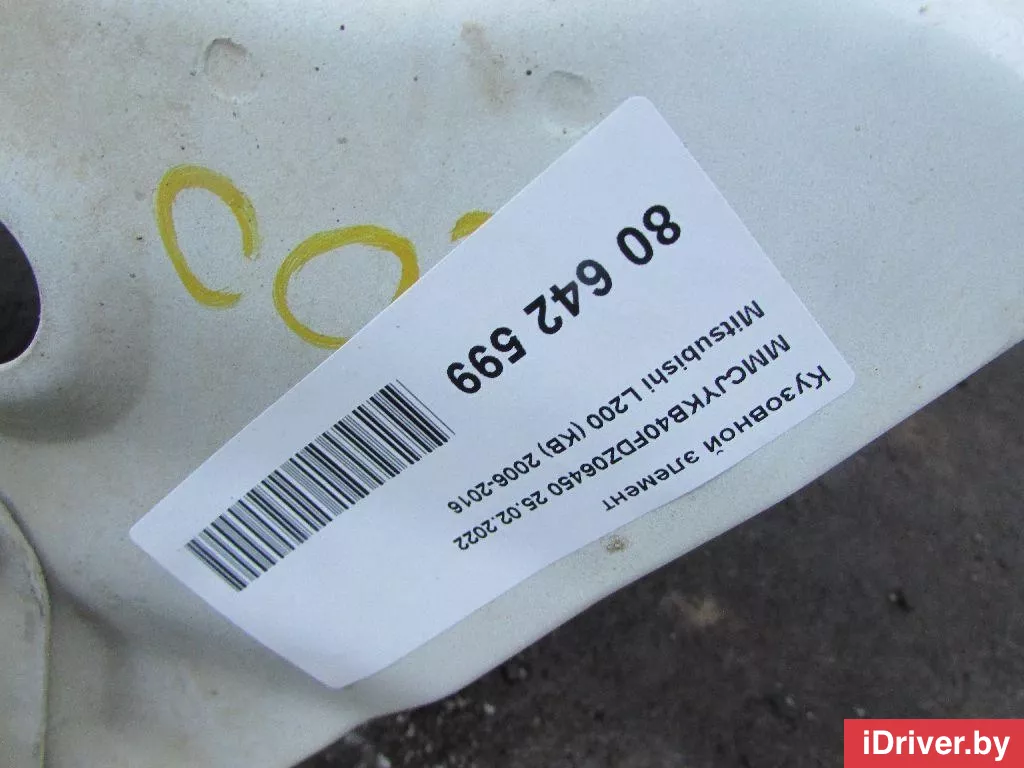 Кузовной элемент
MMCJYKB40FDZ06450 25.02.2022
Mitsubishi L200 (KB) 2006-2016
80 642 599
iDriver.by